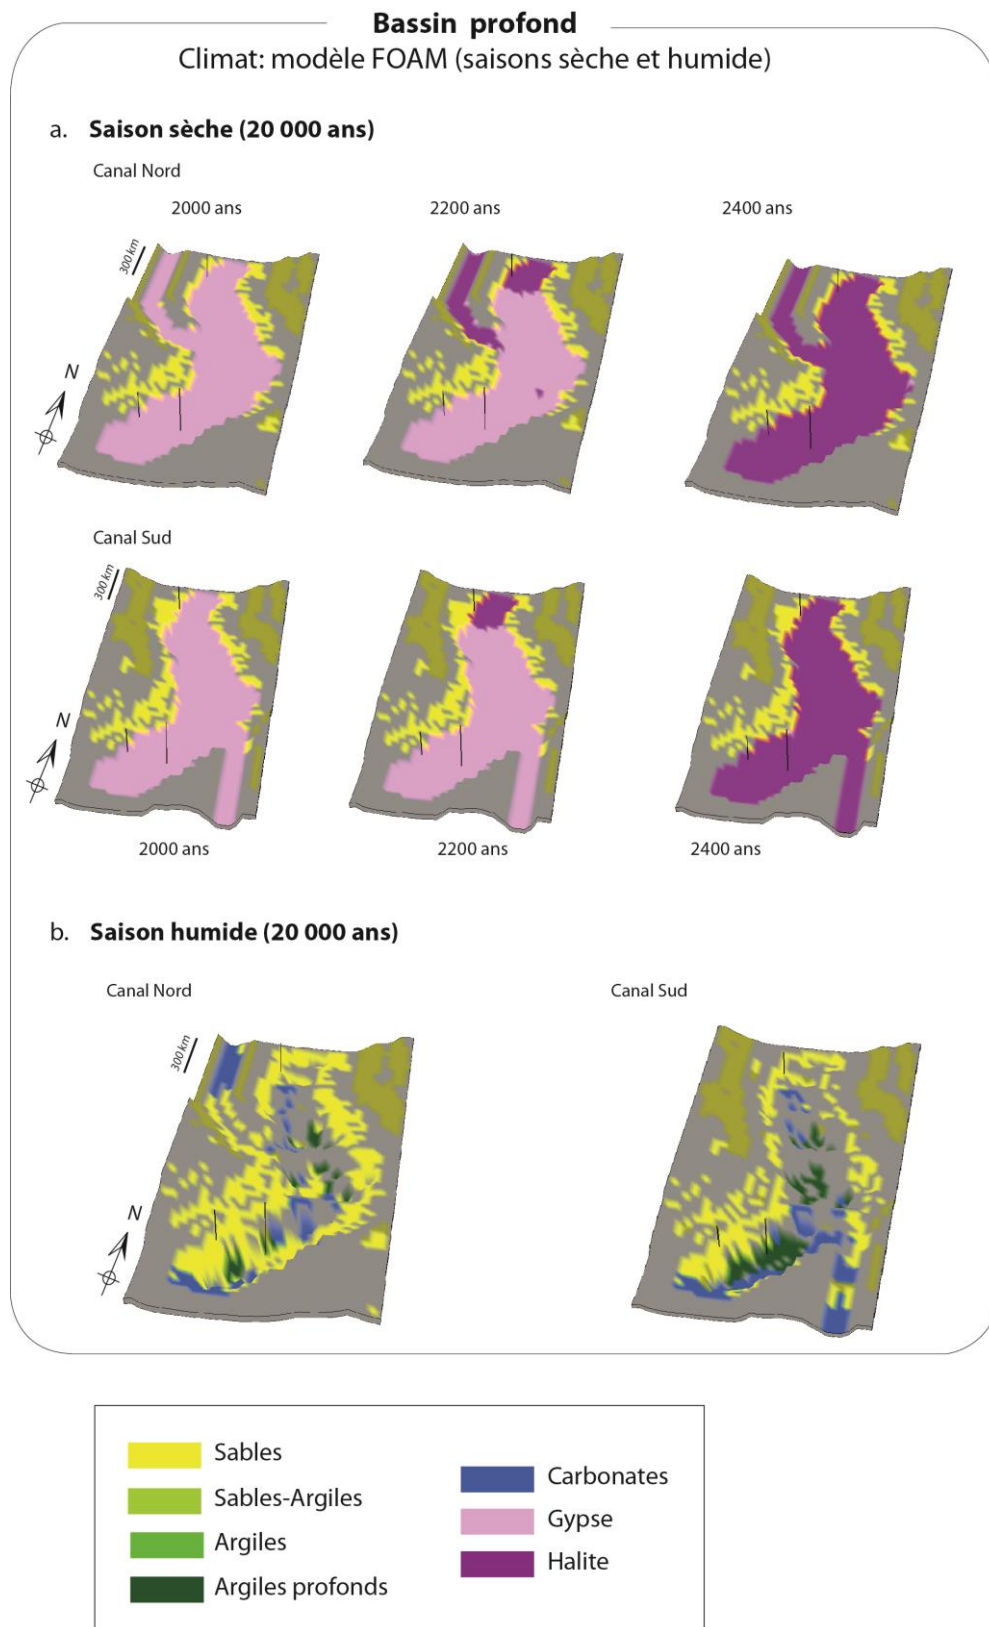 Bassin profond
Climat: modèle FOAM (saisons sèche et humide)
a. Saison sèche (20 000 ans)
Canal Nord
2000 ans 2200 ans 2400 ans
300 km
N
Canal Sud
300 km
N
2000 ans 2200 ans 2400 ans
b. Saison humide (20 000 ans)
Canal Nord Canal Sud
300 km
N
Sables
Sables-Argiles
Argiles
Argiles profonds
Carbonates
Gypse
Halite